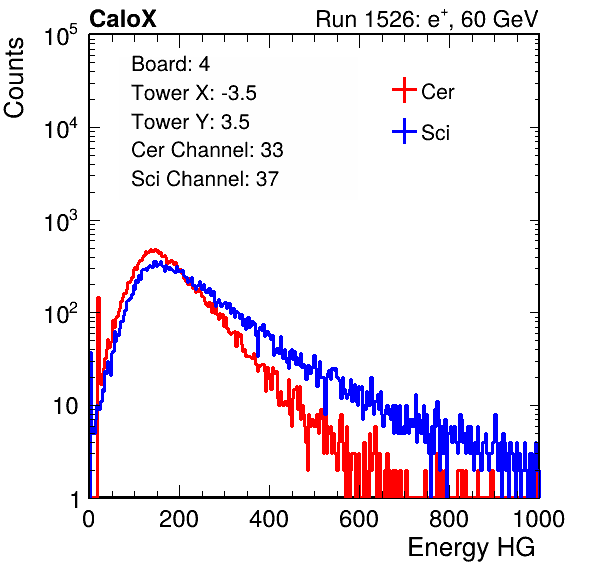 CaloX Run 1526: e⁺, 60 GeV
Counts
Board: 4
Tower X: -3.5
Tower Y: 3.5
Cer Channel: 33
Sci Channel: 37
Cer
Sci
10⁵
10⁴
10³
10²
10
1
0 200 400 600 800 1000
Energy HG